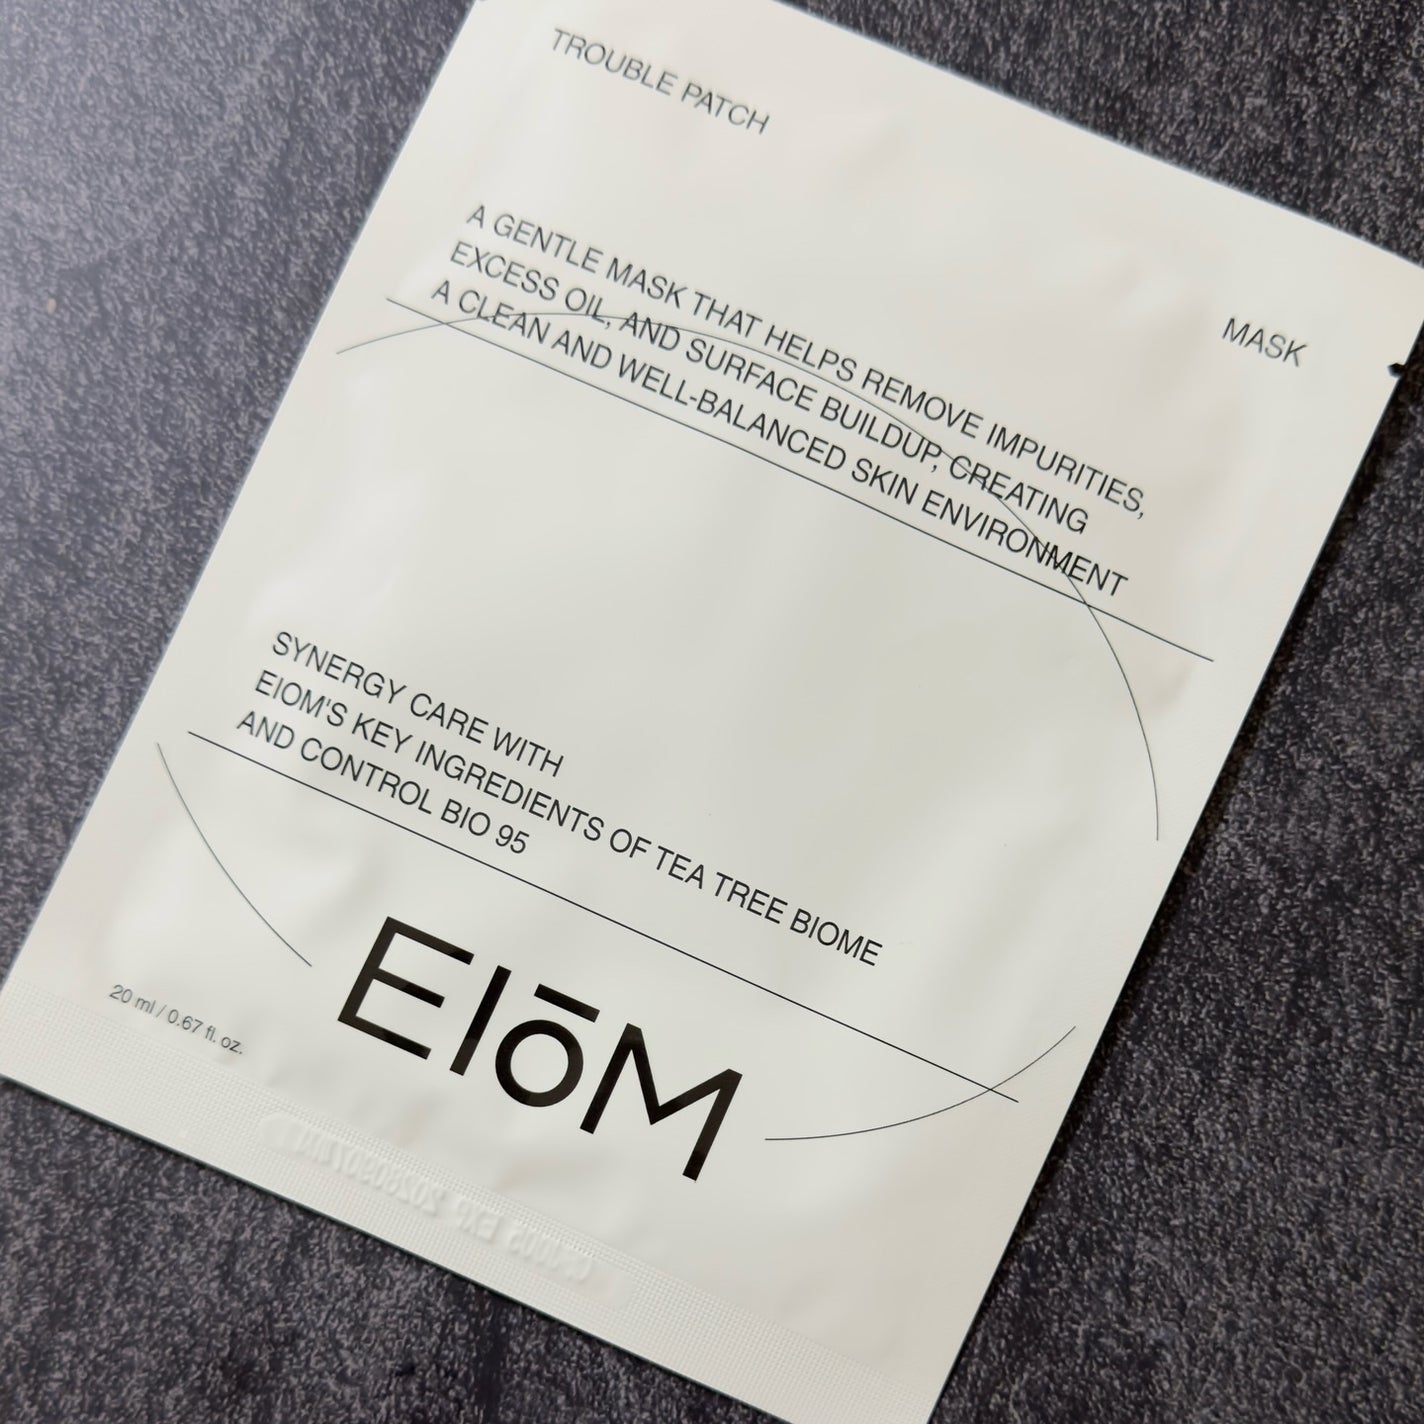 TROUBLE PATCH
MASK
A GENTLE MASK THAT HELPS REMOVE IMPURITIES,
EXCESS OIL, AND SURFACE BUILDUP, CREATING
A CLEAN AND WELL-BALANCED SKIN ENVIRONMENT
SYNERGY CARE WITH
EIOM'S KEY INGREDIENTS OF TEA TREE BIOME
AND CONTROL BIO 95
EIōM
20 ml / 0.67 fl. oz.